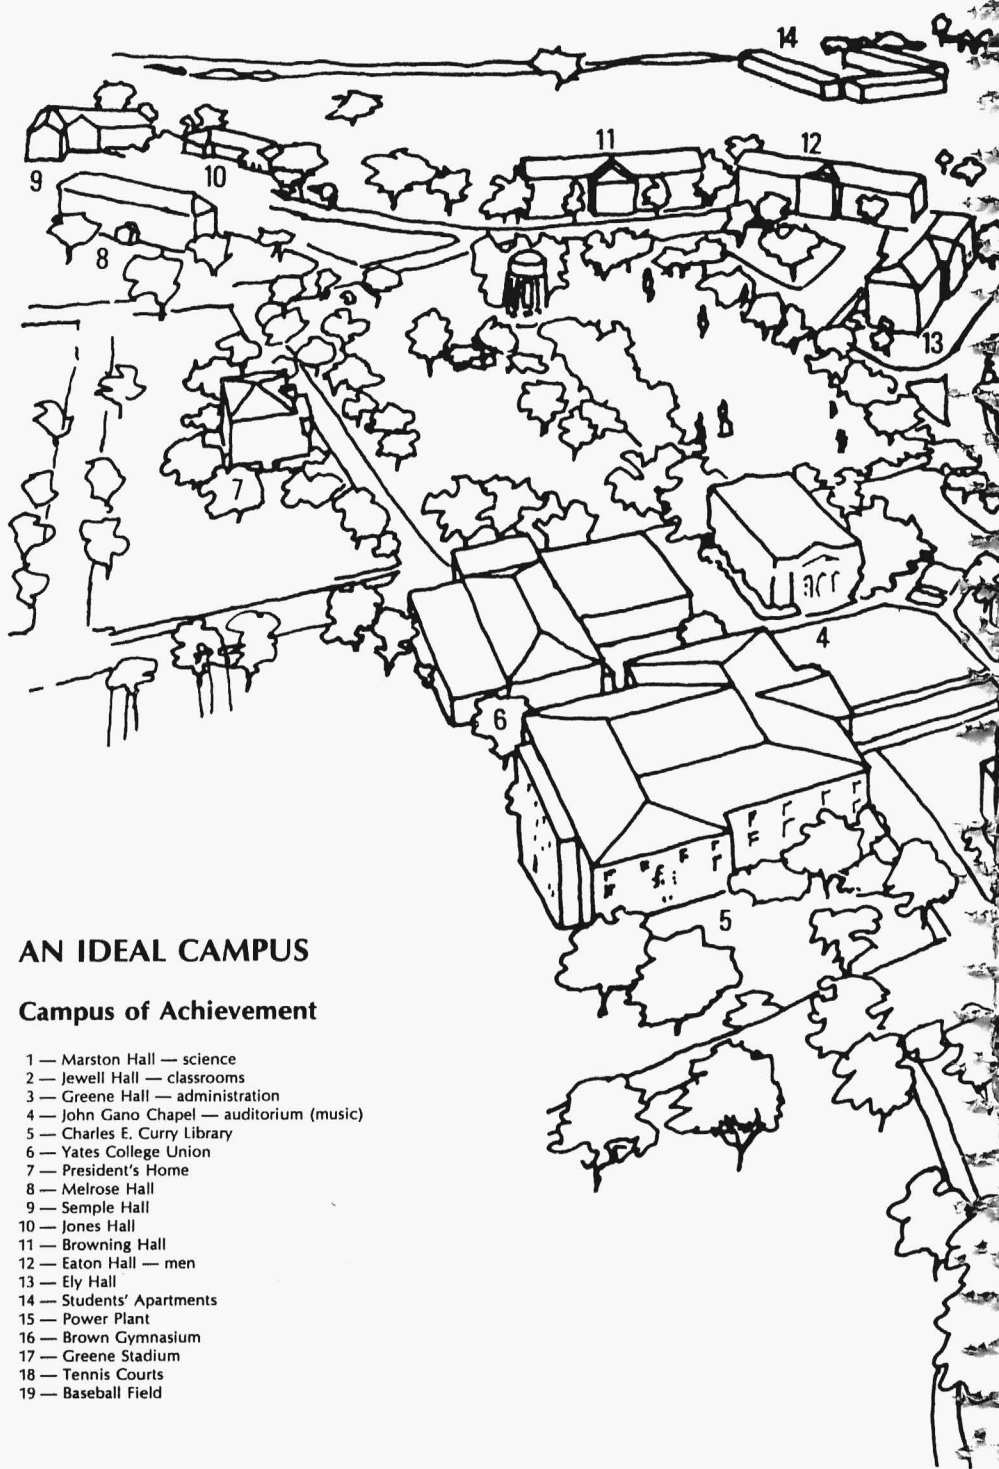 14
11
12
9
10
8
13
7
4
6
5
AN IDEAL CAMPUS
Campus of Achievement
1 — Marston Hall — science
2 — Jewell Hall — classrooms
3 — Greene Hall — administration
4 — John Gano Chapel — auditorium (music)
5 — Charles E. Curry Library
6 — Yates College Union
7 — President's Home
8 — Melrose Hall
9 — Semple Hall
10 — Jones Hall
11 — Browning Hall
12 — Eaton Hall — men
13 — Ely Hall
14 — Students' Apartments
15 — Power Plant
16 — Brown Gymnasium
17 — Greene Stadium
18 — Tennis Courts
19 — Baseball Field